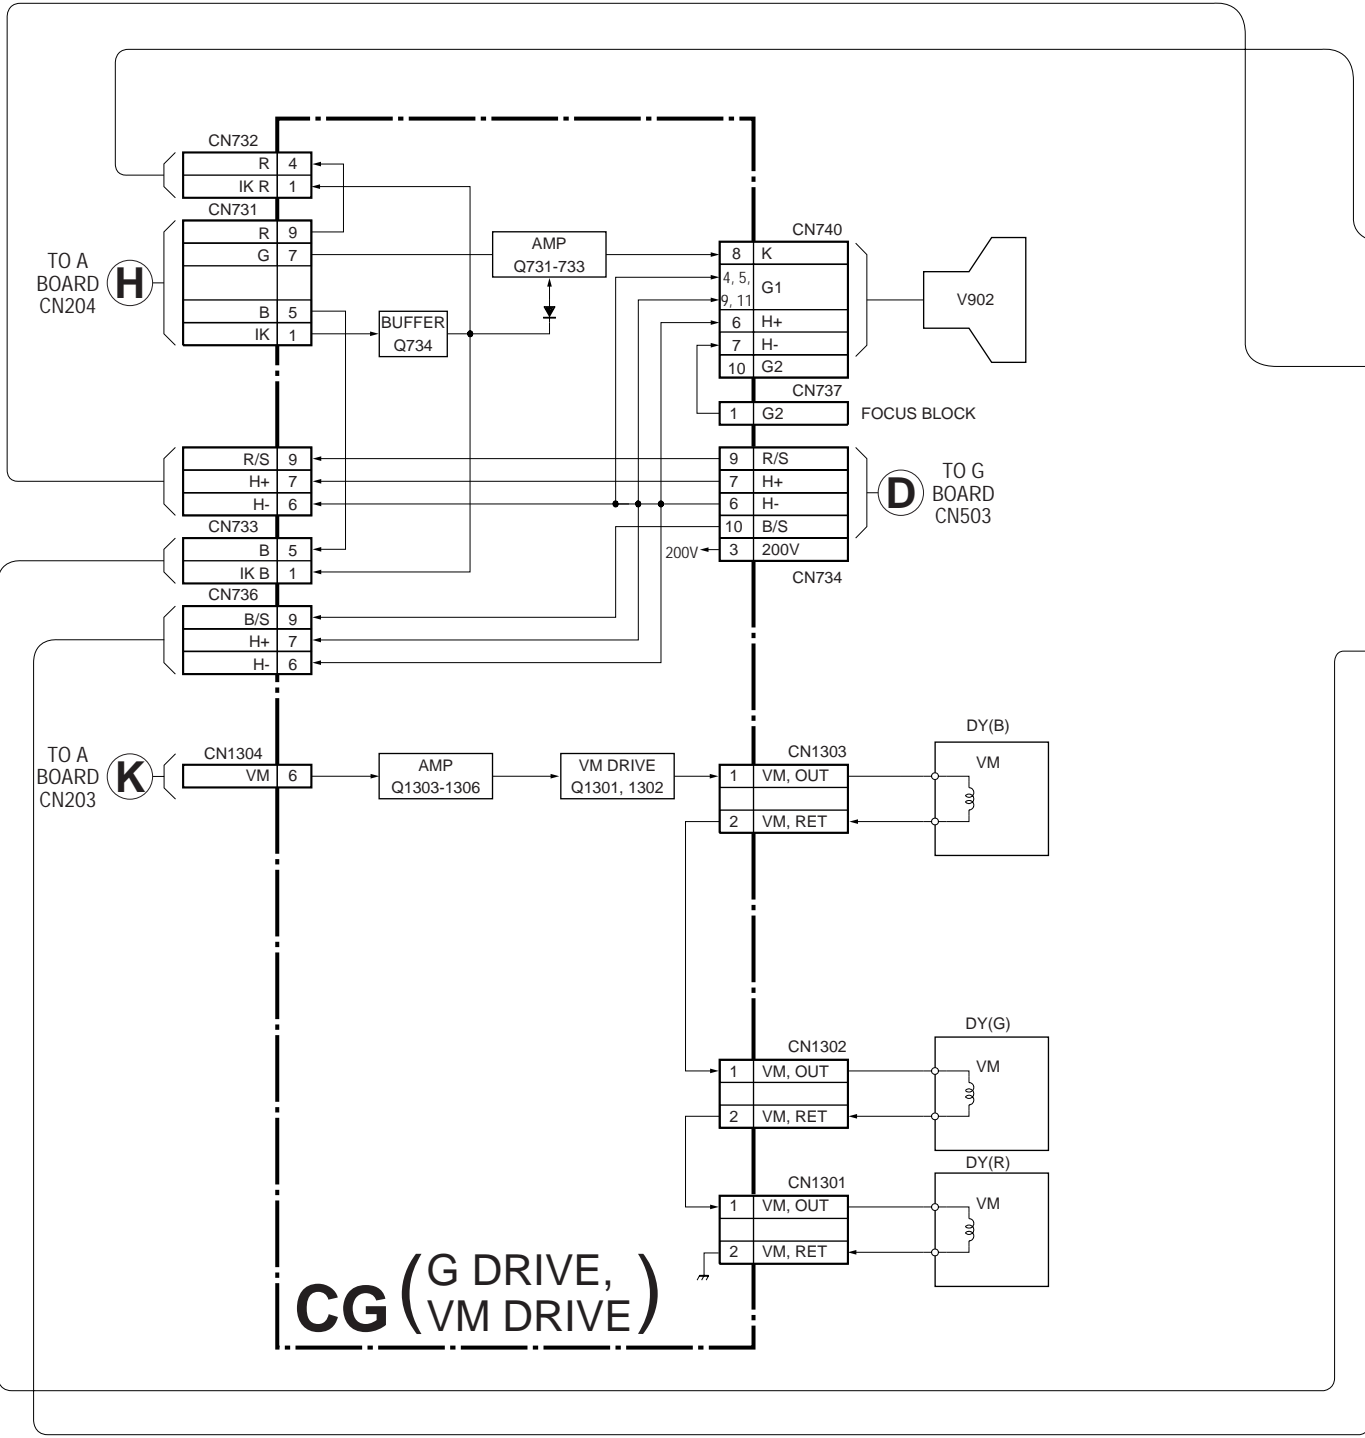 CN732
R 4
IK R 1
CN731
R 9
G 7
B 5
IK 1
TO A
BOARD
CN204
H
AMP
Q731-733
BUFFER
Q734
CN740
8 K
4, 5,
9, 11
G1
6 H+
7 H-
10 G2
V902
CN737
1 G2
FOCUS BLOCK
R/S 9
H+ 7
H- 6
CN733
B 5
IK B 1
CN736
B/S 9
H+ 7
H- 6
9 R/S
7 H+
6 H-
10 B/S
200V
3 200V
CN734
D
TO G
BOARD
CN503
TO A
BOARD
CN203
K
CN1304
VM 6
AMP
Q1303-1306
VM DRIVE
Q1301, 1302
CN1303
1 VM, OUT
2 VM, RET
DY(B)
VM
CN1302
1 VM, OUT
2 VM, RET
DY(G)
VM
CN1301
1 VM, OUT
2 VM, RET
DY(R)
VM
CG
(G DRIVE,
VM DRIVE)